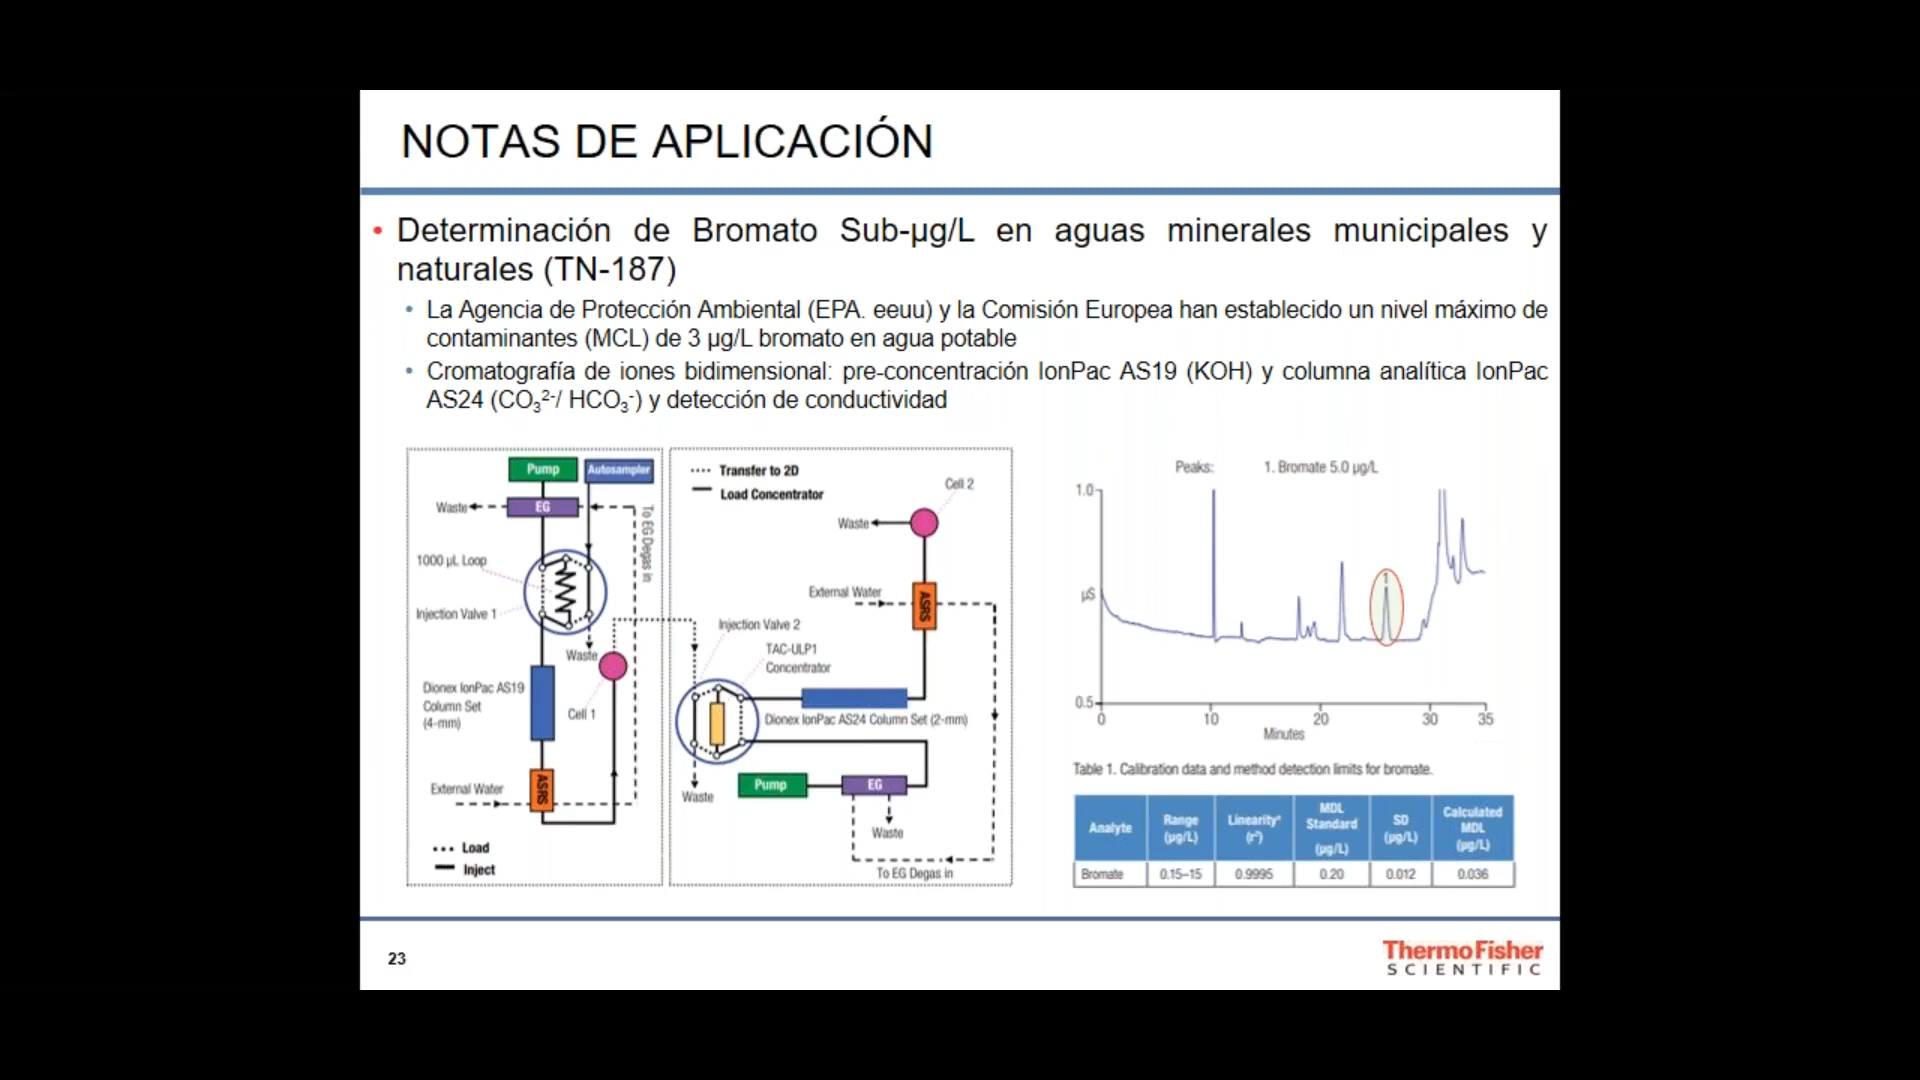 NOTAS DE APLICACIÓN
• Determinación de Bromato Sub-µg/L en aguas minerales municipales y
naturales (TN-187)
• La Agencia de Protección Ambiental (EPA. eeuu) y la Comisión Europea han establecido un nivel máximo de
contaminantes (MCL) de 3 µg/L bromato en agua potable
• Cromatografía de iones bidimensional: pre-concentración IonPac AS19 (KOH) y columna analítica IonPac
AS24 (CO₃²⁻/ HCO₃⁻) y detección de conductividad
Pump
Autosampler
Waste
EG
To EG Degas in
1000 µL Loop
Injection Valve 1
Waste
Dionex IonPac AS19
Column Set
(4-mm)
Cell 1
External Water
ASRS
Load
Inject
Transfer to 2D
Load Concentrator
Cell 2
Waste
External Water
ASRS
Injection Valve 2
TAC-ULP1
Concentrator
Dionex IonPac AS24 Column Set (2-mm)
Pump
EG
Waste
Waste
To EG Degas in
Peaks: 1. Bromate 5.0 µg/L
1.0
µS
0.5
1
0 10 20 30 35
Minutes
Table 1. Calibration data and method detection limits for bromate.
Analyte
Range
(µg/L)
Linearityᵃ
(r²)
MDL
Standard
(µg/L)
SD
(µg/L)
Calculated
MDL
(µg/L)
Bromate 0.15–15 0.9995 0.20 0.012 0.036
23
ThermoFisher
SCIENTIFIC